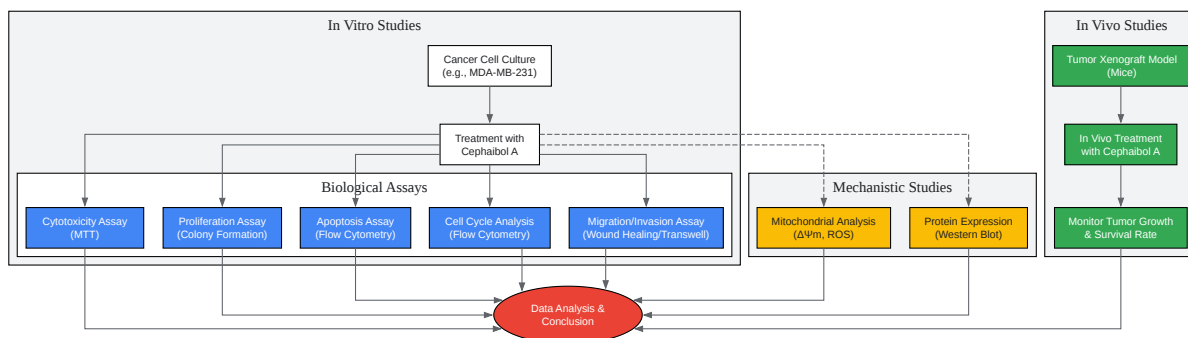 In Vitro Studies
In Vivo Studies
Cancer Cell Culture
(e.g., MDA-MB-231)
Tumor Xenograft Model
(Mice)
Treatment with
Cephaibol A
In Vivo Treatment
with Cephaibol A
Biological Assays
Mechanistic Studies
Cytotoxicity Assay
(MTT)
Proliferation Assay
(Colony Formation)
Apoptosis Assay
(Flow Cytometry)
Cell Cycle Analysis
(Flow Cytometry)
Migration/Invasion Assay
(Wound Healing/Transwell)
Mitochondrial Analysis
(ΔΨm, ROS)
Protein Expression
(Western Blot)
Monitor Tumor Growth
& Survival Rate
Data Analysis &
Conclusion